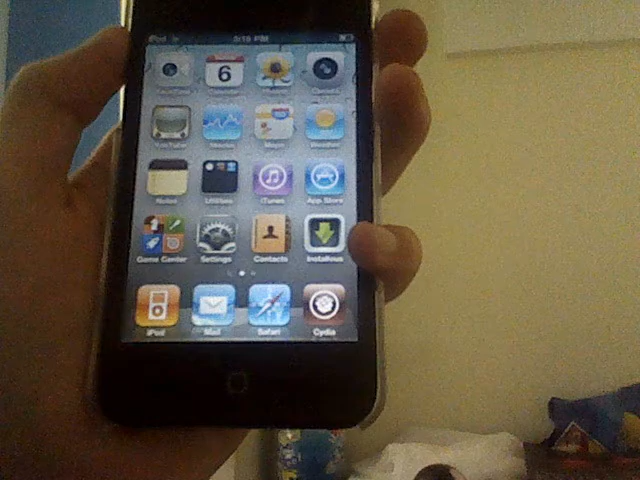 iPod 3:15 PM
6
FaceTime Calendar Photos Camera
YouTube Stocks Maps Weather
Notes Utilities iTunes App Store
Game Center Settings Contacts Installous
iPod Mail Safari Cydia